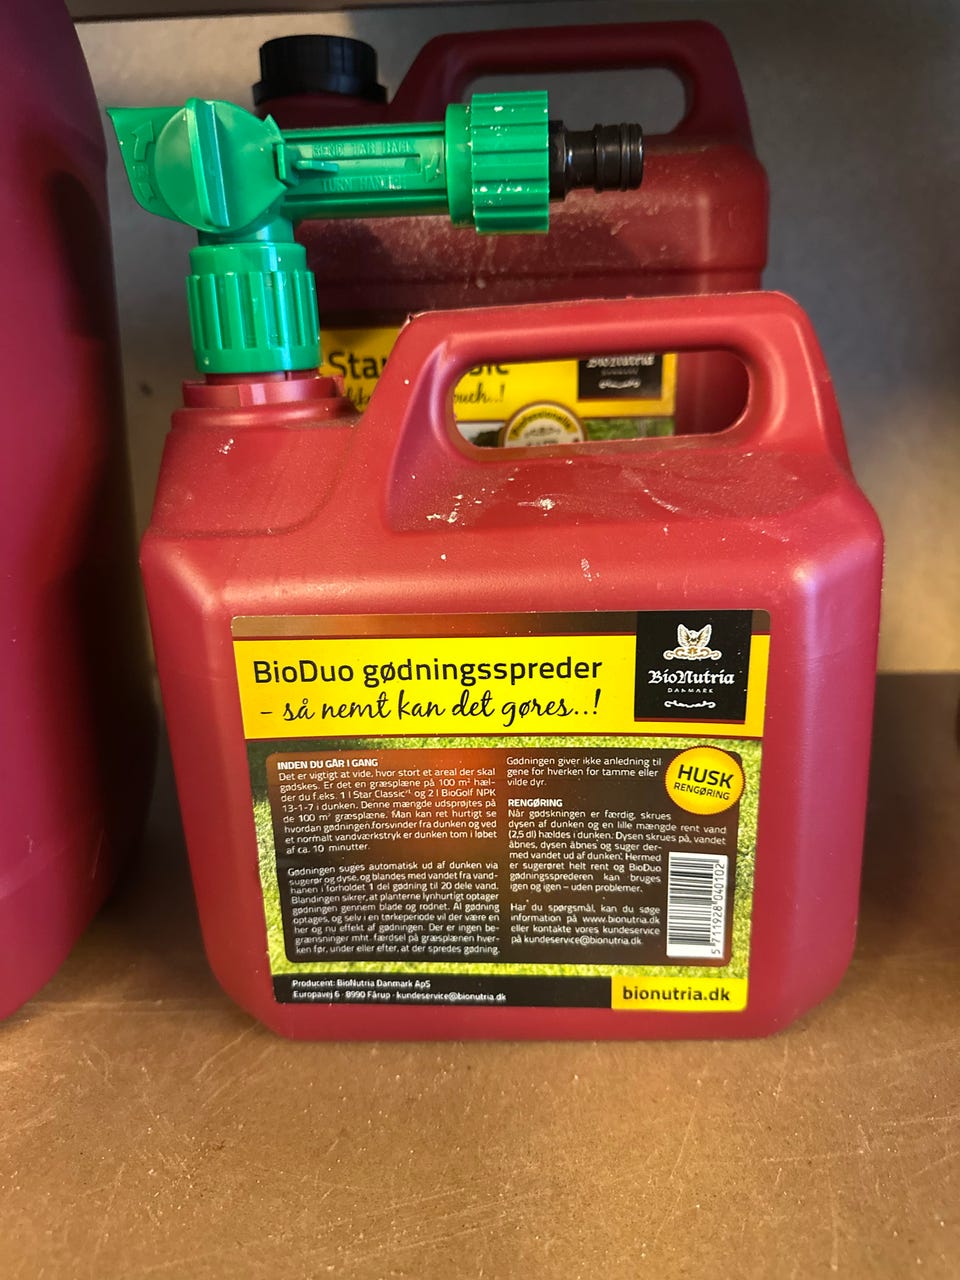 Star
BioNutria
BioDuo gødningsspreder
– så nemt kan det gøres..!
BioNutria
DANMARK
INDEN DU GÅR I GANG
Det er vigtigt at vide, hvor stort et areal der skal
gødskes. Er det en græsplæne på 100 m² hæl-
der du f.eks. 1 l Star Classic og 2 l BioGolf NPK
13-1-7 i dunken. Denne mængde udsprøjtes på
de 100 m² græsplæne. Man kan ret hurtigt se
hvordan gødningen forsvinder fra dunken og ved
et normalt vandværkstryk er dunken tom i løbet
af ca. 10 minutter.
Gødningen suges automatisk ud af dunken via
sugerør og dyse, og blandes med vandet fra vand-
hanen i forholdet 1 del gødning til 20 dele vand.
Blandingen sikrer, at planterne lynhurtigt optager
gødningen gennem blade og rodnet. Al gødning
optages, og selv i en tørkeperiode vil der være en
her og nu effekt af gødningen. Der er ingen be-
grænsninger mht. færdsel på græsplænen hver-
ken før, under eller efter, at der spredes gødning.
Gødningen giver ikke anledning til
gene for hverken for tamme eller
vilde dyr.
HUSK
RENGØRING
RENGØRING
Når gødskningen er færdig, skrues
dysen af dunken og en lille mængde rent vand
(2,5 dl) hældes i dunken. Dysen skrues på, vandet
åbnes, dysen åbnes og suger der-
med vandet ud af dunken. Hermed
er sugerøret helt rent og BioDuo
gødningssprederen kan bruges
igen og igen – uden problemer.
Har du spørgsmål, kan du søge
information på www.bionutria.dk
eller kontakte vores kundeservice
på kundeservice@bionutria.dk
5 711928 040102
Producent: BioNutria Danmark ApS
Europavej 6 · 8990 Fårup · kundeservice@bionutria.dk
bionutria.dk